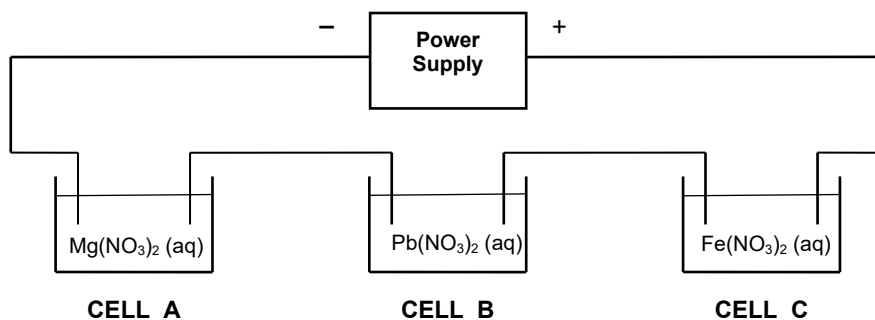 − Power Supply +
Mg(NO₃)₂ (aq) Pb(NO₃)₂ (aq) Fe(NO₃)₂ (aq)
CELL A CELL B CELL C